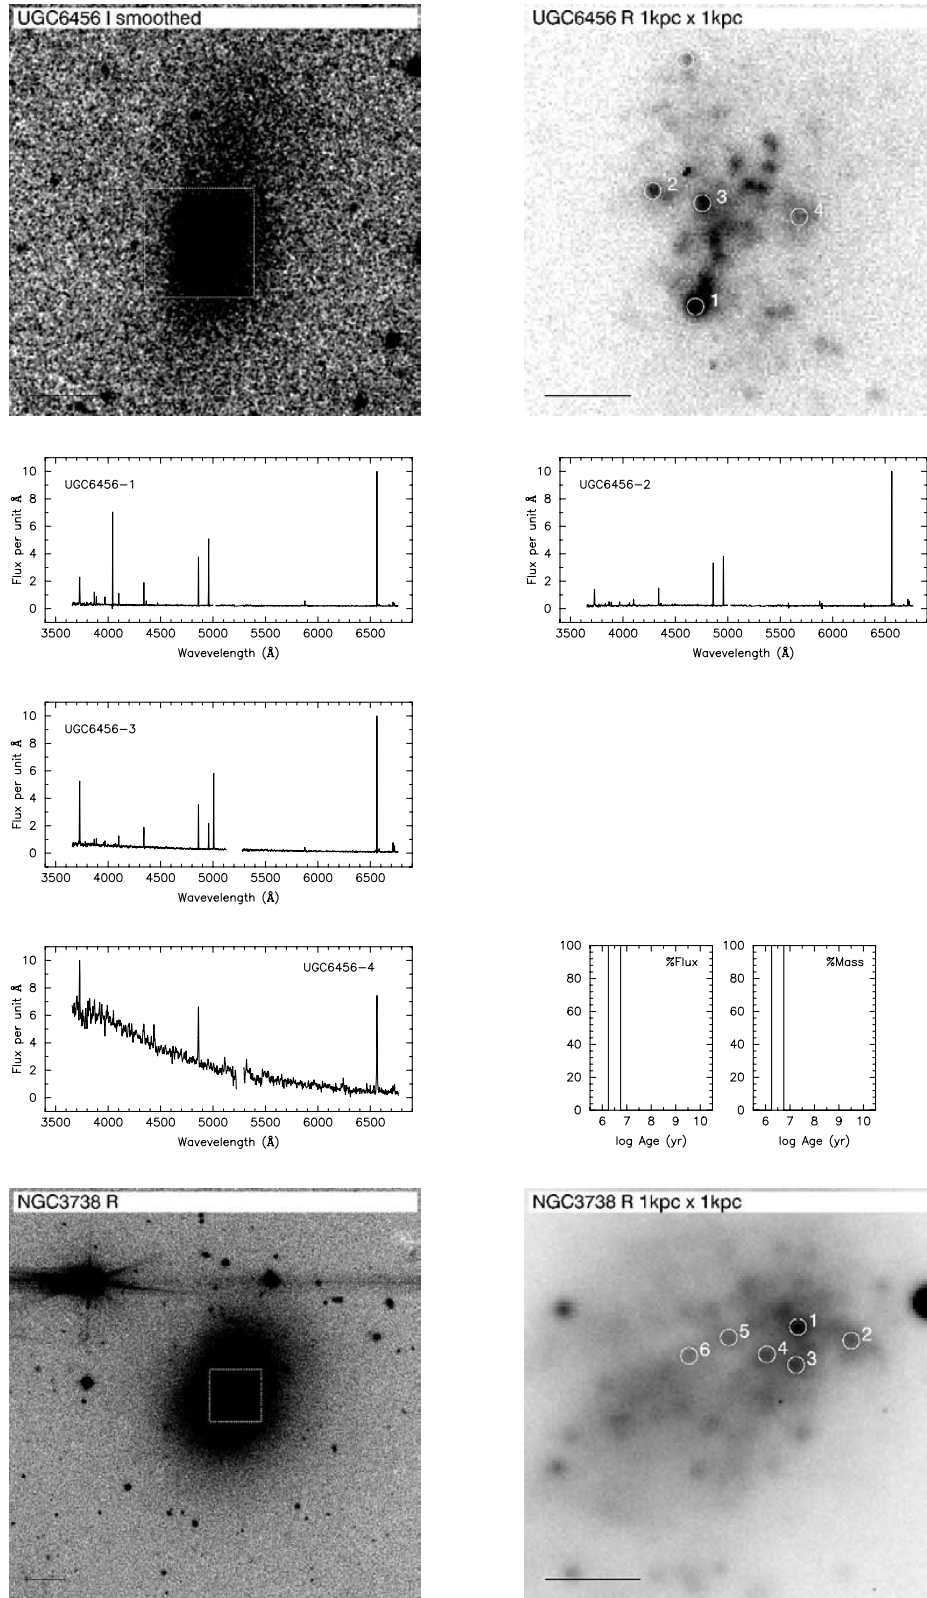 UGC6456 I smoothed
UGC6456 R 1kpc x 1kpc
2
3
4
1
10
8
6
4
2
0
Flux per unit Å
UGC6456-1
3500 4000 4500 5000 5500 6000 6500
Wavevelength (Å)
10
8
6
4
2
0
Flux per unit Å
UGC6456-2
3500 4000 4500 5000 5500 6000 6500
Wavevelength (Å)
10
8
6
4
2
0
Flux per unit Å
UGC6456-3
3500 4000 4500 5000 5500 6000 6500
Wavelength (Å)
10
8
6
4
2
0
Flux per unit Å
UGC6456-4
3500 4000 4500 5000 5500 6000 6500
Wavelength (Å)
100
80
60
40
20
0
%Flux
6 7 8 9 10
log Age (yr)
100
80
60
40
20
0
%Mass
6 7 8 9 10
log Age (yr)
NGC3738 R
NGC3738 R 1kpc x 1kpc
1
2
5
4
6
3